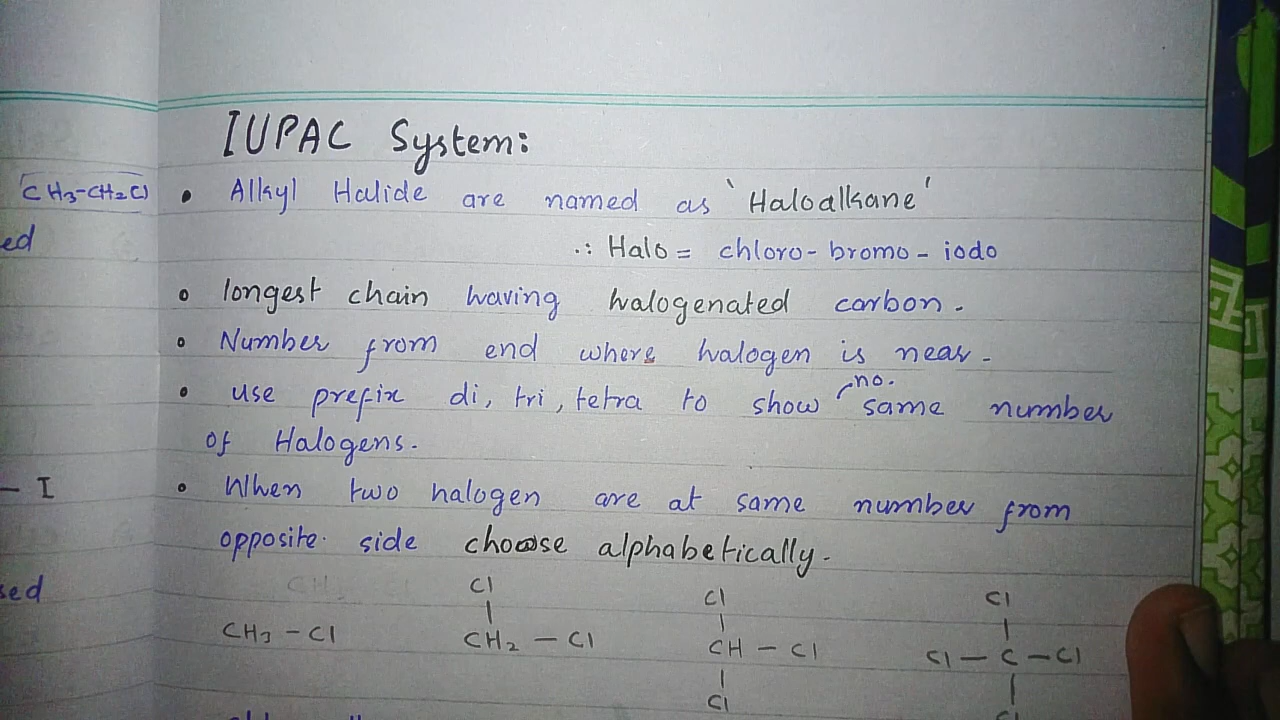 IUPAC System:
CH3-CH2Cl
• Alkyl Halide are named as 'Haloalkane'
ed
∴ Halo = chloro - bromo - iodo
• longest chain having halogenated carbon.
• Number from end where halogen is near.
no.
• use prefix di, tri, tetra to show same number
of Halogens.
– I
• When two halogen are at same number from
opposite side choose alphabetically.
sed
Cl Cl Cl
| | |
CH3 – Cl CH2 – Cl CH – Cl Cl – C – Cl
| |
Cl Cl